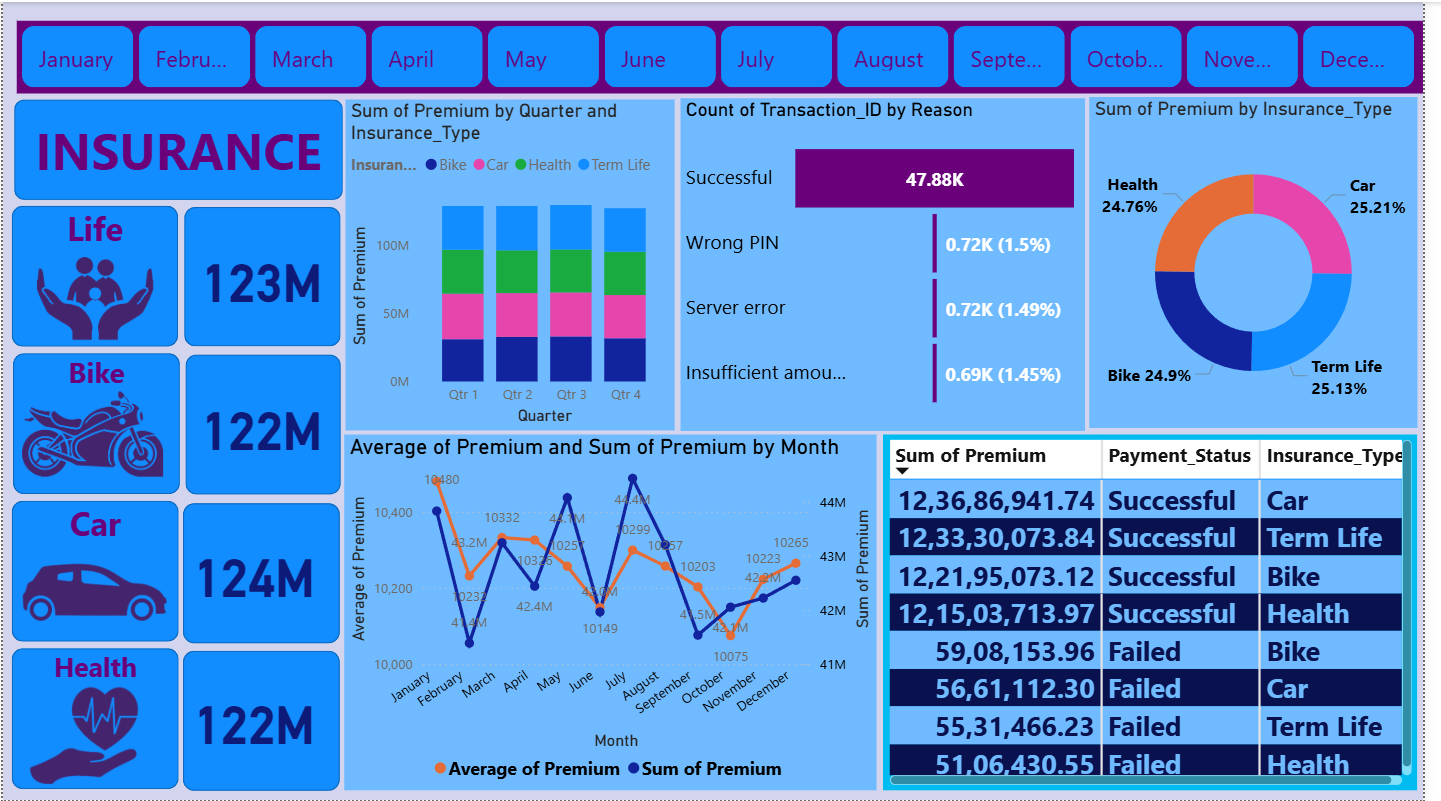 January
Febru...
March
April
May
June
July
August
Septe...
Octob...
Nove...
Dece...
INSURANCE
Life
123M
Bike
122M
Car
124M
Health
122M
Sum of Premium by Quarter and
Insurance_Type
Insuran...
Bike
Car
Health
Term Life
Sum of Premium
100M
50M
0M
Qtr 1
Qtr 2
Qtr 3
Qtr 4
Quarter
Count of Transaction_ID by Reason
Successful
47.88K
Wrong PIN
0.72K (1.5%)
Server error
0.72K (1.49%)
Insufficient amou...
0.69K (1.45%)
Sum of Premium by Insurance_Type
Health
24.76%
Car
25.21%
Bike 24.9%
Term Life
25.13%
Average of Premium and Sum of Premium by Month
Average of Premium
10,400
10,200
10,000
10480
43.2M
10232
41.4M
10332
10326
42.4M
44.1M
10257
42.0M
10149
44.4M
10299
10257
10203
41.5M
42.1M
10075
10223
42.2M
10265
44M
43M
42M
41M
Sum of Premium
January
February
March
April
May
June
July
August
September
October
November
December
Month
Average of Premium
Sum of Premium
Sum of Premium Payment_Status Insurance_Type
12,36,86,941.74 Successful Car
12,33,30,073.84 Successful Term Life
12,21,95,073.12 Successful Bike
12,15,03,713.97 Successful Health
59,08,153.96 Failed Bike
56,61,112.30 Failed Car
55,31,466.23 Failed Term Life
51,06,430.55 Failed Health